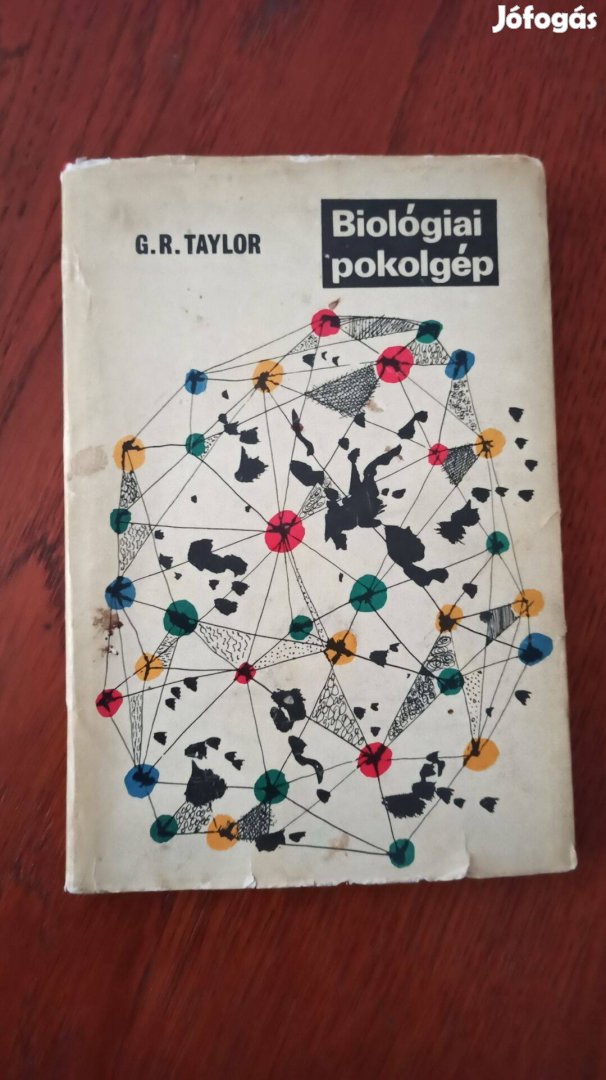 Jófogás
G.R. TAYLOR
Biológiai
pokolgép